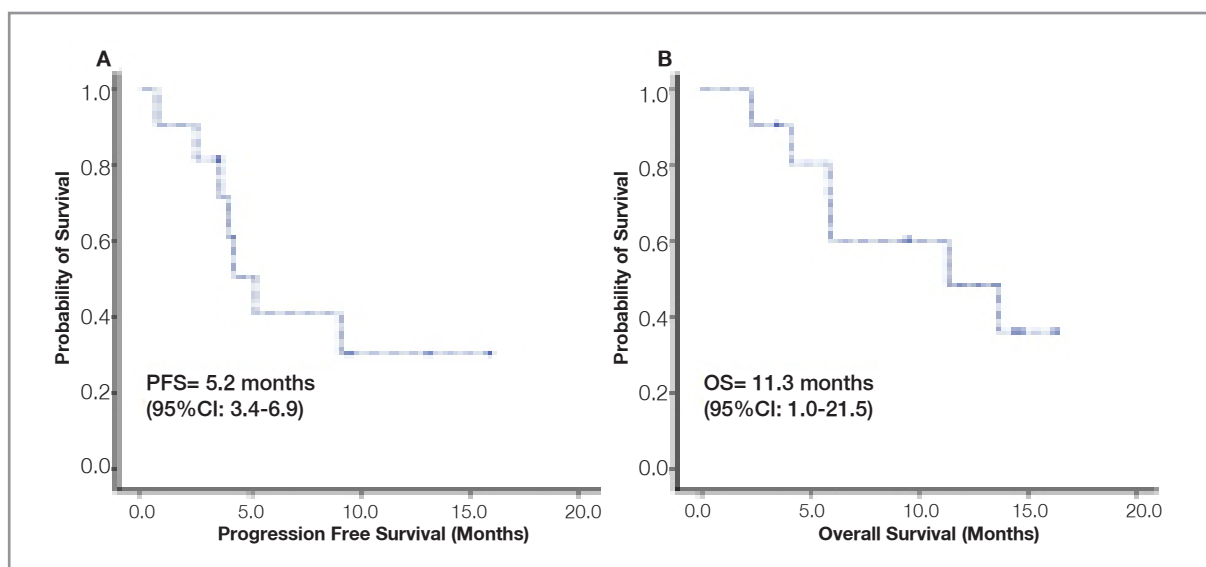 A
Probability of Survival
1.0
0.8
0.6
0.4
0.2
0.0
PFS= 5.2 months
(95%CI: 3.4-6.9)
0.0 5.0 10.0 15.0 20.0
Progression Free Survival (Months)
B
Probability of Survival
1.0
0.8
0.6
0.4
0.2
0.0
OS= 11.3 months
(95%CI: 1.0-21.5)
0.0 5.0 10.0 15.0 20.0
Overall Survival (Months)